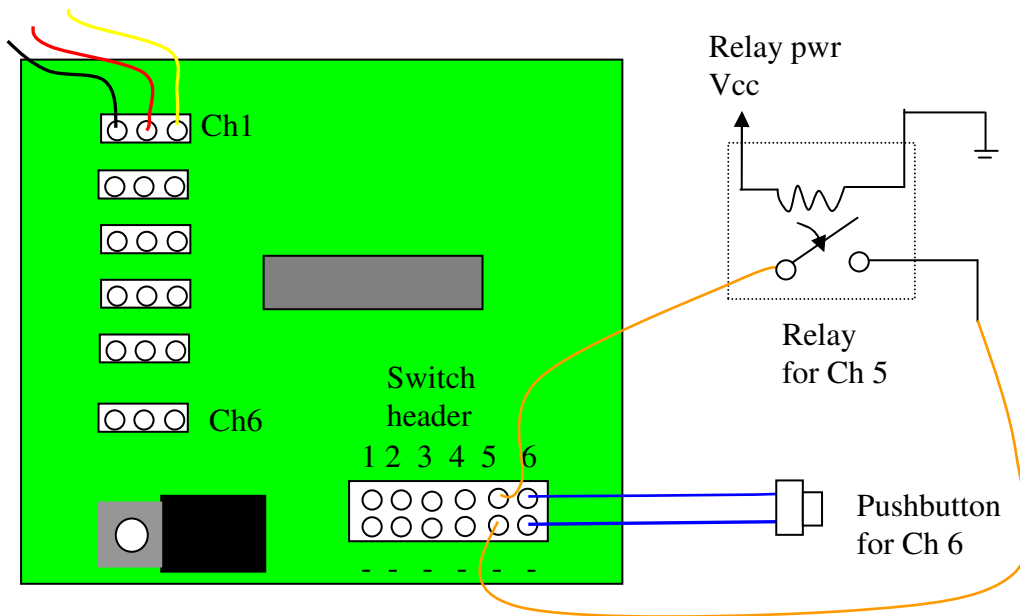 Relay pwr
Vcc
Ch1
Relay
for Ch 5
Switch
header
Ch6
1 2 3 4 5 6
Pushbutton
for Ch 6
- - - - - -